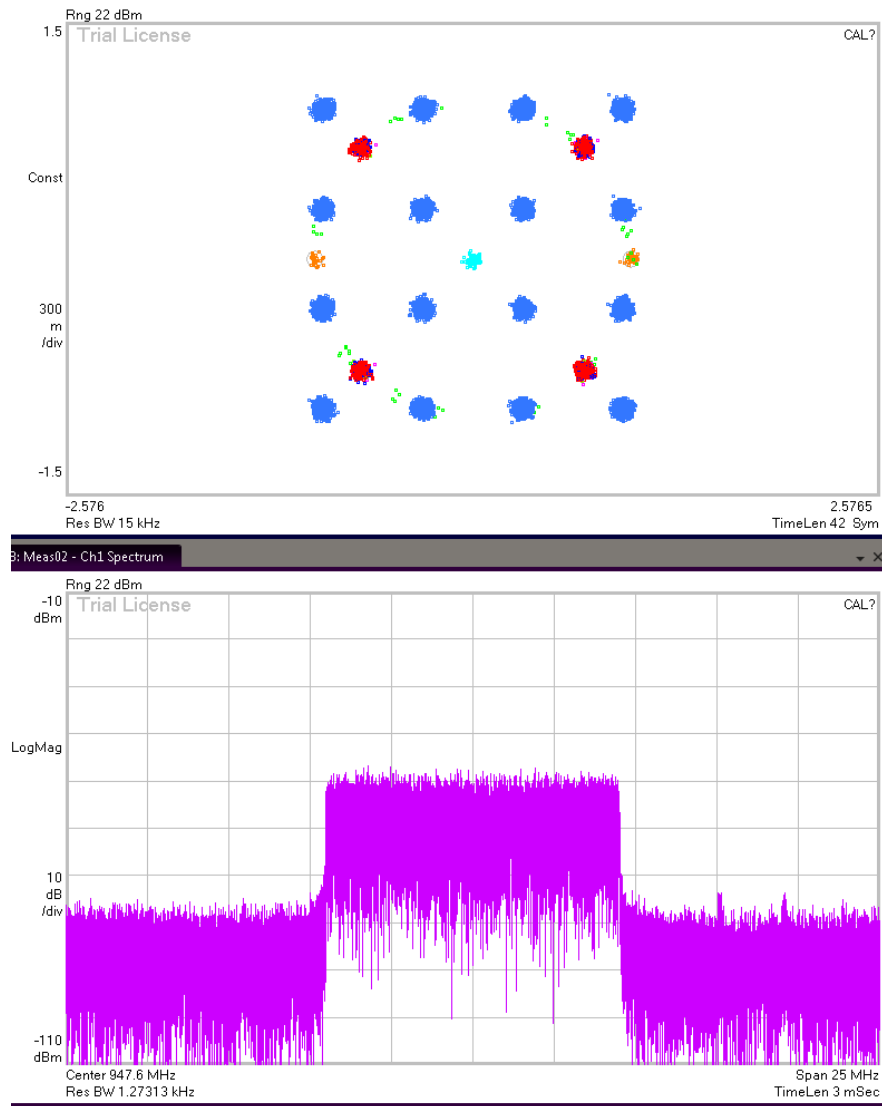 Rng 22 dBm
1.5
Trial License
CAL?
Const
300
m
/div
-1.5
-2.576
2.5765
Res BW 15 kHz
TimeLen 42 Sym
B: Meas02 - Ch1 Spectrum
Rng 22 dBm
-10
dBm
Trial License
CAL?
LogMag
10
dB
/div
-110
dBm
Center 947.6 MHz
Span 25 MHz
Res BW 1.27313 kHz
TimeLen 3 mSec